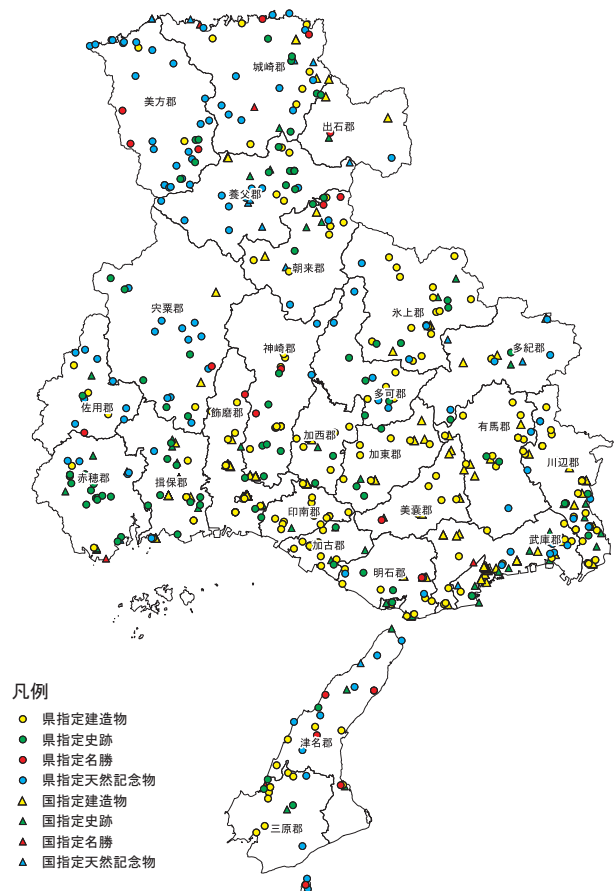 城崎郡
美方郡
出石郡
養父郡
朝来郡
宍粟郡
氷上郡
神崎郡
多紀郡
多可郡
佐用郡
飾磨郡
有馬郡
加西郡
加東郡
川辺郡
赤穂郡
揖保郡
印南郡
美嚢郡
加古郡
武庫郡
明石郡
津名郡
三原郡
凡例
県指定建造物
県指定史跡
県指定名勝
県指定天然記念物
国指定建造物
国指定史跡
国指定名勝
国指定天然記念物